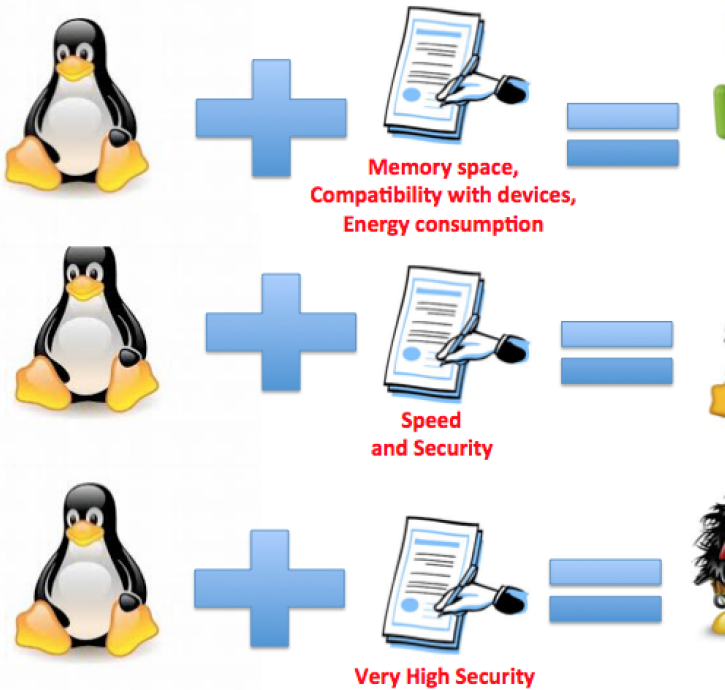 Memory space,
Compatibility with devices,
Energy consumption
Speed
and Security
Very High Security